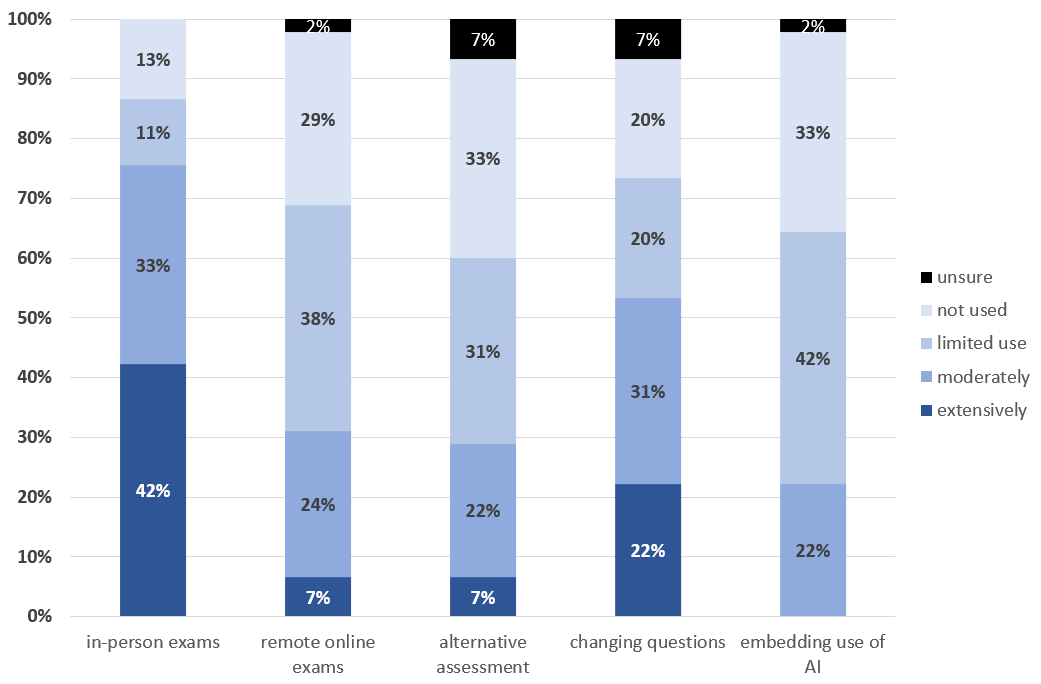 100%
90%
80%
70%
60%
50%
40%
30%
20%
10%
0%
13%
11%
33%
42%
2%
29%
38%
24%
7%
7%
33%
31%
22%
7%
7%
20%
20%
31%
22%
2%
33%
42%
22%
in-person exams
remote online
exams
alternative
assessment
changing questions
embedding use of
AI
unsure
not used
limited use
moderately
extensively